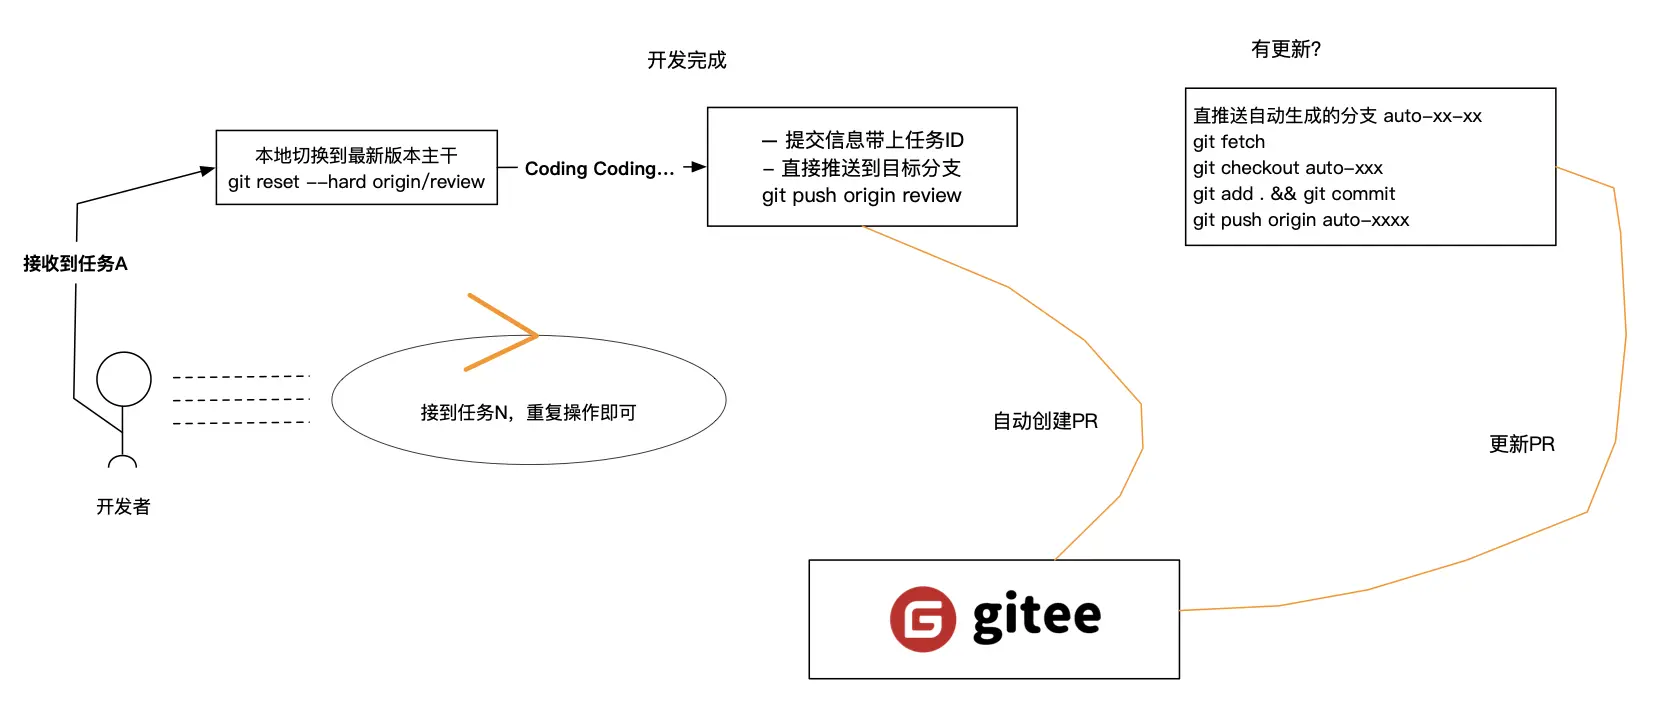 开发完成
有更新?
本地切换到最新版本主干
git reset --hard origin/review
Coding Coding...
— 提交信息带上任务ID
- 直接推送到目标分支
git push origin review
直推送自动生成的分支 auto-xx-xx
git fetch
git checkout auto-xxx
git add . && git commit
git push origin auto-xxxx
接收到任务A
接到任务N，重复操作即可
开发者
自动创建PR
更新PR
G gitee